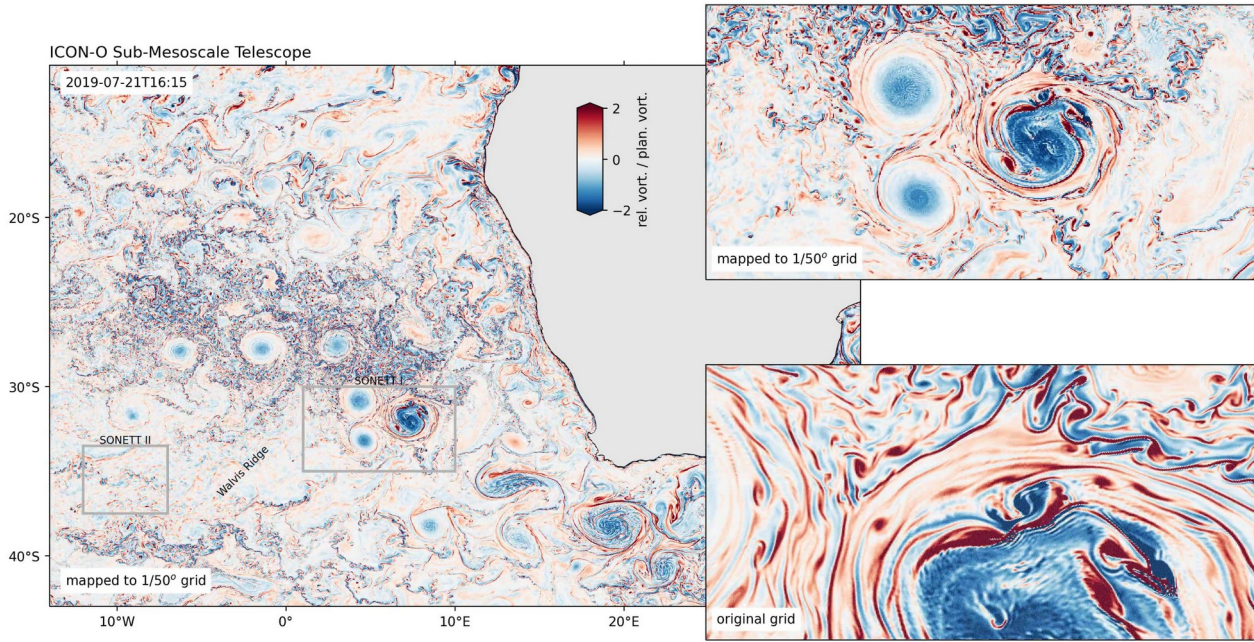 ICON-O Sub-Mesoscale Telescope
2019-07-21T16:15
2
0
−2
rel. vort. / plan. vort.
mapped to 1/50° grid
20°S
30°S
40°S
SONETT I
SONETT II
Walvis Ridge
mapped to 1/50° grid
original grid
10°W
0°
10°E
20°E